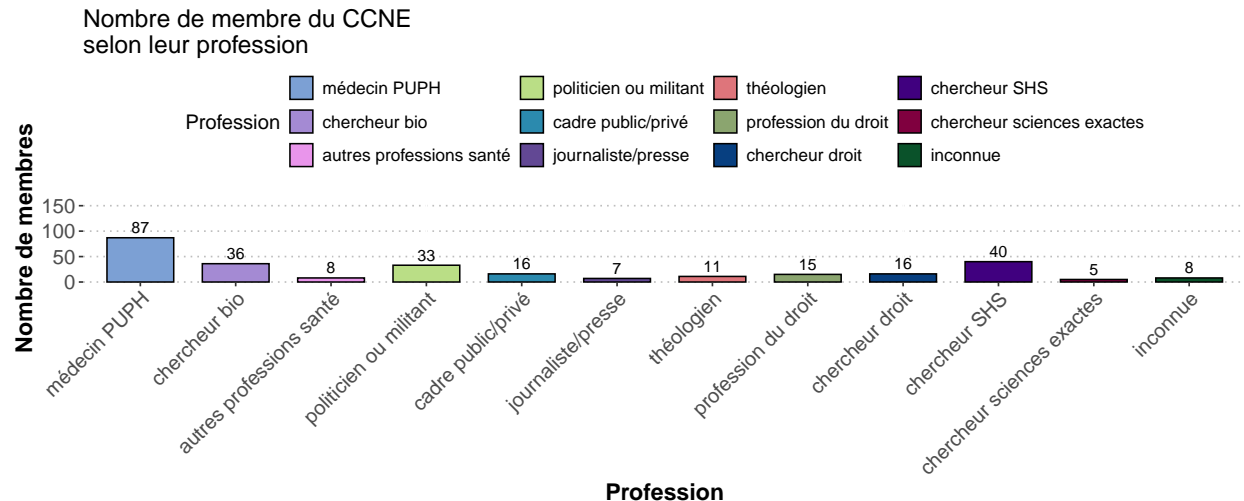 Nombre de membre du CCNE
selon leur profession
Profession
médecin PUPH
chercheur bio
autres professions santé
politicien ou militant
cadre public/privé
journaliste/presse
théologien
profession du droit
chercheur droit
chercheur SHS
chercheur sciences exactes
inconnue
Nombre de membres
150
100
50
0
87
36
8
33
16
7
11
15
16
40
5
8
médecin PUPH
chercheur bio
autres professions santé
politicien ou militant
cadre public/privé
journaliste/presse
théologien
profession du droit
chercheur droit
chercheur SHS
chercheur sciences exactes
inconnue
Profession